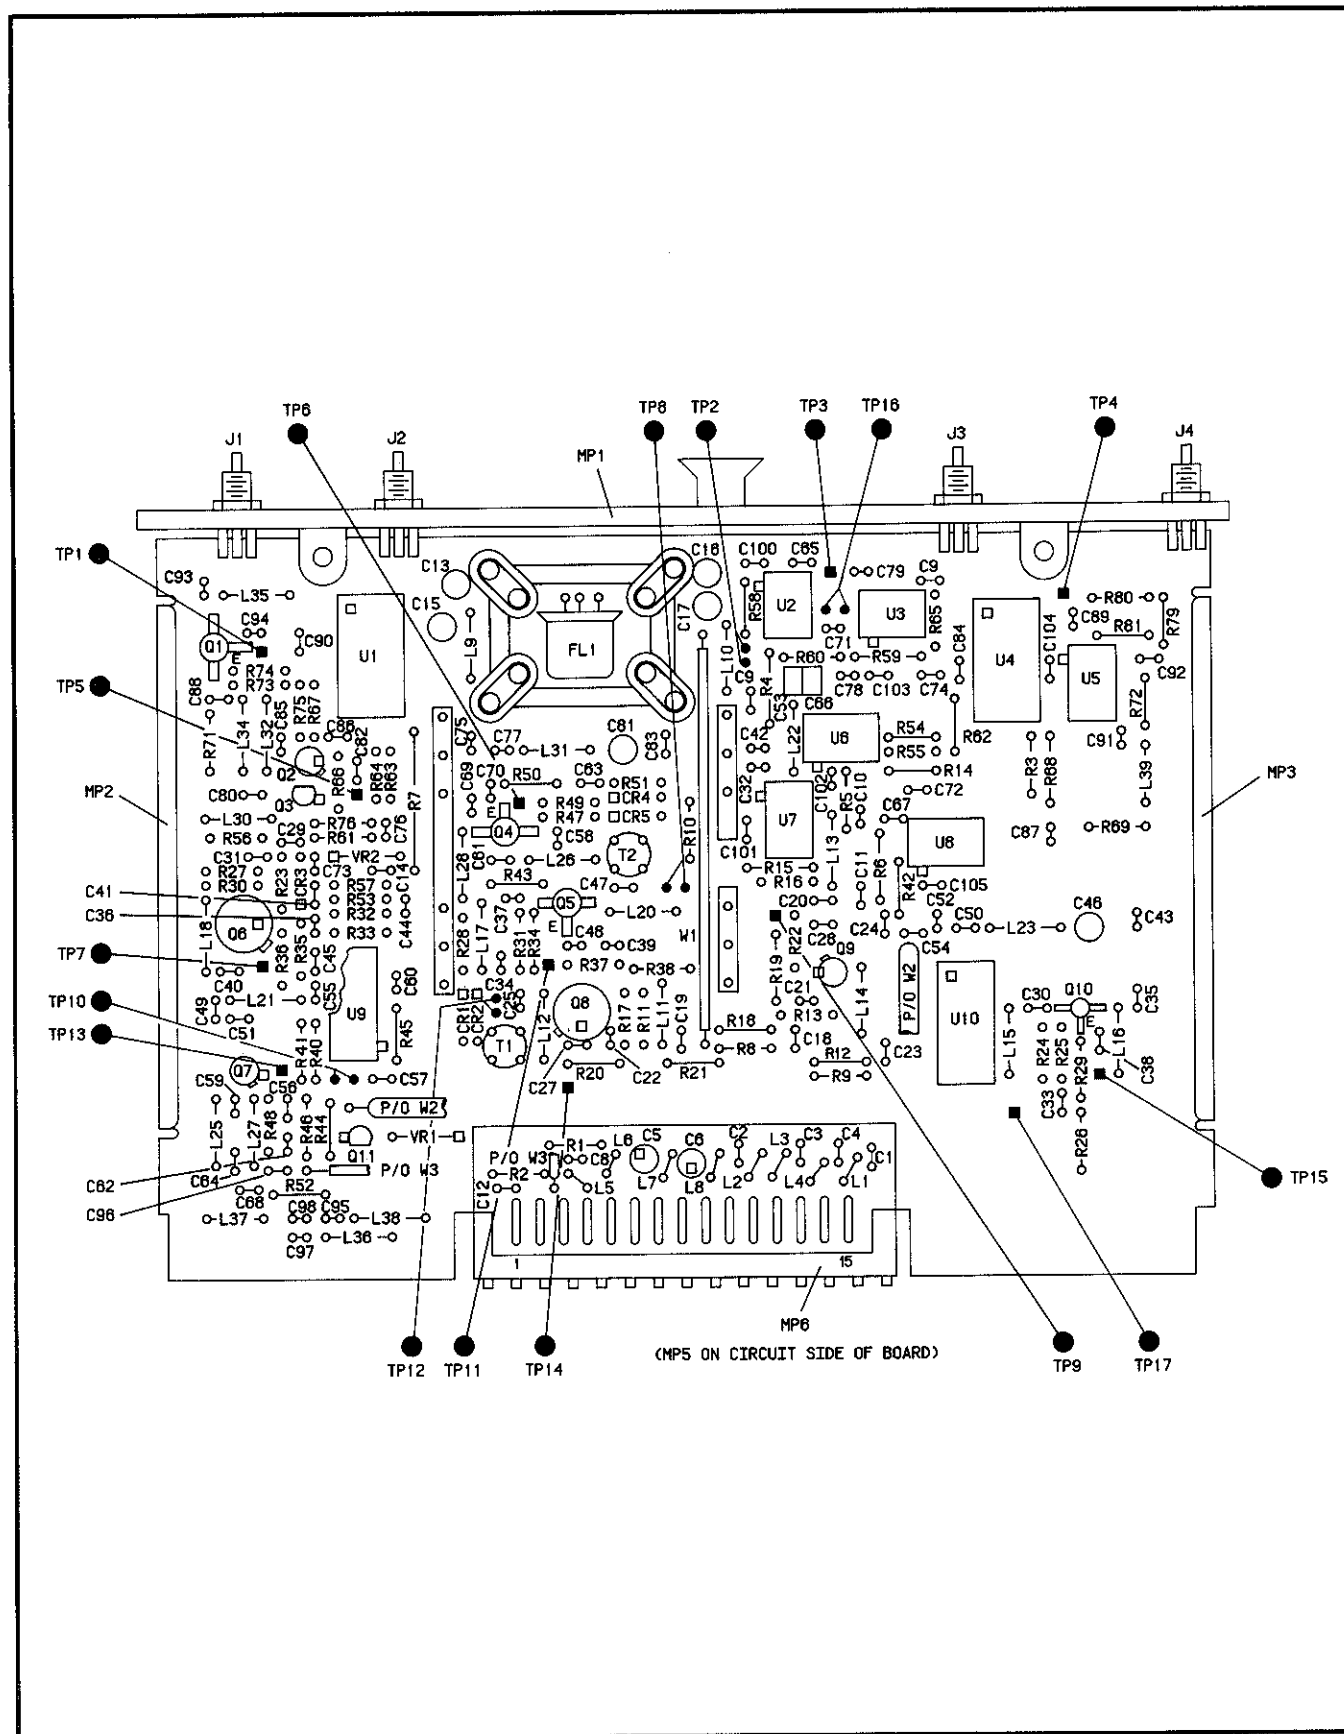 TP6
TP8
TP2
TP3
TP16
TP4
J1
J2
MP1
J3
J4
TP1
C93
L35
C13
C16
C100
C65
C79
C9
R80
R79
C94
C15
C17
R58
U2
U3
R65
C89
R81
Q1
E
C90
U1
L9
FL1
L10
C71
C84
U4
C104
C92
R74
R60
R59
TP5
C88
R73
C9
R4
C53
C66
C78
C103
C74
U5
R72
R71
L34
L32
C85
R75
R67
C86
C82
C75
C77
L31
C81
C83
C42
L22
U6
R54
R55
R62
C91
Q2
R66
R64
R63
R7
C69
C70
R50
C63
R51
C32
C102
R5
C10
R14
R3
R68
L39
MP3
MP2
C80
Q3
CR4
C72
L30
R76
E
R49
R47
CR5
R10
U7
C67
R56
C29
R61
C76
Q4
C58
T2
C101
L13
R6
U8
C87
R69
C31
VR2
L28
C61
L26
R15
C11
R42
R27
R23
CR3
C73
C14
R43
C47
R16
C105
C41
R30
R57
C37
Q5
C20
C52
C46
C36
L18
Q6
R53
R32
R28
L17
R31
R34
E
L20
C24
C50
L23
C43
R36
R35
R33
C44
C48
C39
W1
R22
C28
Q9
C54
TP7
C45
C60
R37
R38
R19
P/O W2
C40
C34
C21
L14
U10
C30
Q10
C35
TP10
C49
L21
C55
U9
R45
CR1
CR2
C25
Q8
R17
R11
L11
C19
R13
E
C51
L12
R18
C18
L15
L16
TP13
R41
R40
T1
R8
C23
R24
R25
R29
Q7
C57
C27
R20
C22
R21
R12
R9
C38
C59
C56
C33
P/O W2
L25
L27
R48
R46
R44
VR1
R26
Q11
P/O W3
R1
L6
C5
C6
C2
L3
C3
C4
C1
C62
C64
P/O W3
R2
C8
L5
L7
L8
L2
L4
L1
TP15
C96
C68
R52
C12
L37
C98
C95
L38
C97
L36
1
15
MP6
TP12
TP11
TP14
(MP5 ON CIRCUIT SIDE OF BOARD)
TP9
TP17